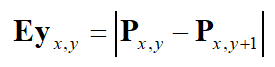 Ey_{x,y} = |P_{x,y} − P_{x,y+1}|